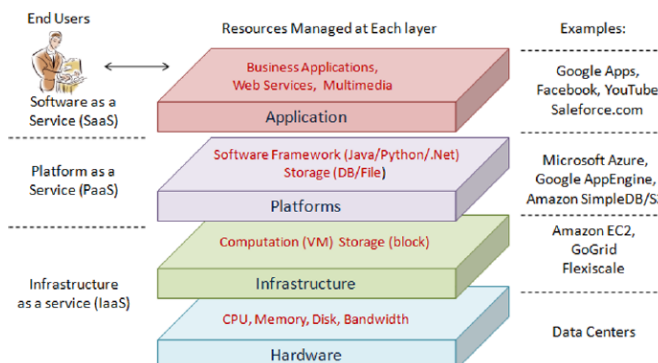 End Users
Resources Managed at Each layer
Examples:
Business Applications,
Web Services, Multimedia
Application
Software as a
Service (SaaS)
Google Apps,
Facebook, YouTube
Saleforce.com
Platform as a
Service (PaaS)
Software Framework (Java/Python/.Net)
Storage (DB/File)
Platforms
Microsoft Azure,
Google AppEngine,
Amazon SimpleDB/S
Infrastructure
as a service (IaaS)
Computation (VM) Storage (block)
Infrastructure
Amazon EC2,
GoGrid
Flexiscale
CPU, Memory, Disk, Bandwidth
Hardware
Data Centers